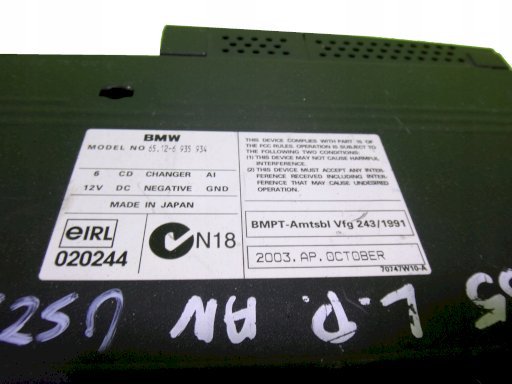 BMW
MODEL NO 65.12-6 935 934
6 CD CHANGER AI
12V DC NEGATIVE GND
MADE IN JAPAN
eIRL
020244
N18
THIS DEVICE COMPLIES WITH PART 15 OF
THE FCC RULES. OPERATION IS SUBJECT TO
THE FOLLOWING TWO CONDITIONS:
(1) THIS DEVICE MAY NOT CAUSE HARMFUL
INTERFERENCE.
(2) THIS DEVICE MUST ACCEPT ANY INTER-
FERENCE RECEIVED INCLUDING INTER-
FERENCE THAT MAY CAUSE UNDESIRED
OPERATION.
BMPT-Amtsbl Vfg 243/1991
2003.AP.OCTOBER
70747W10-A
L-P. AN